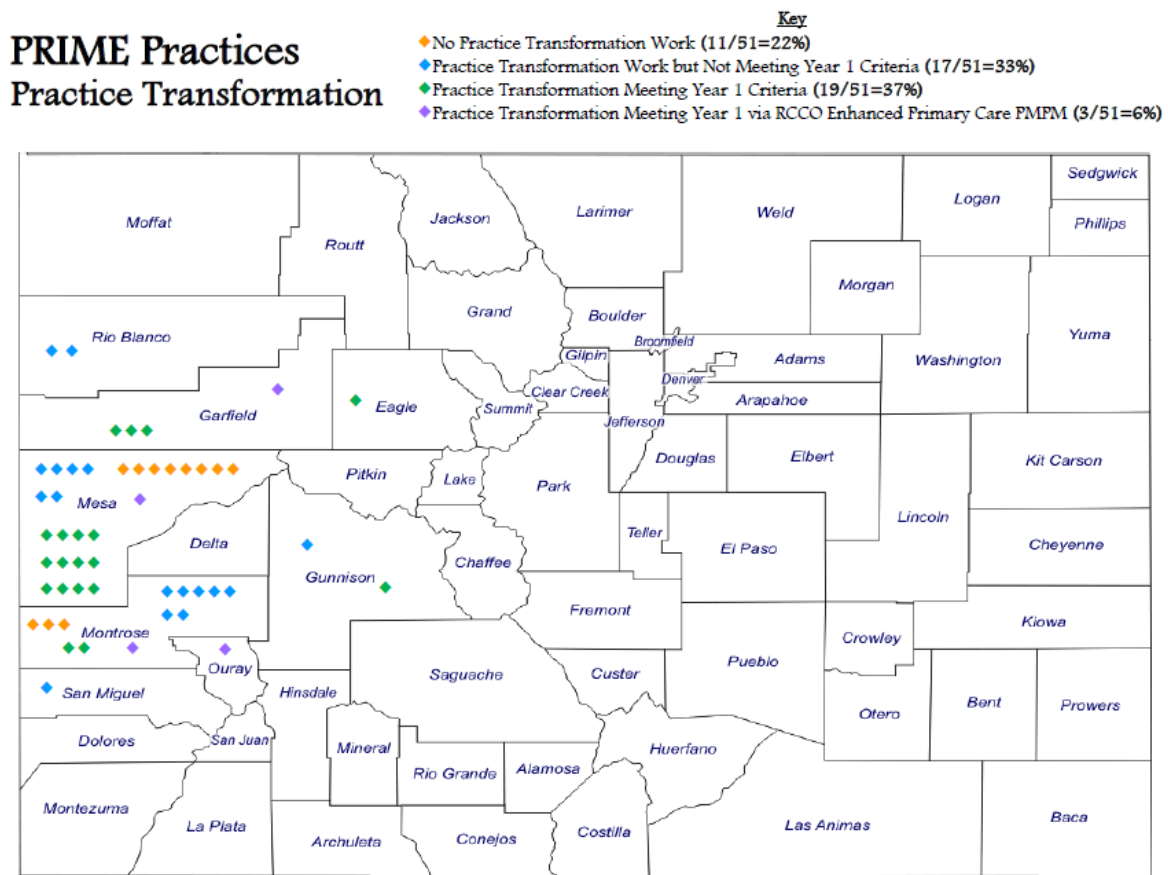 Key
PRIME Practices
Practice Transformation
No Practice Transformation Work (11/51=22%)
Practice Transformation Work but Not Meeting Year 1 Criteria (17/51=33%)
Practice Transformation Meeting Year 1 Criteria (19/51=37%)
Practice Transformation Meeting Year 1 via RCCO Enhanced Primary Care PMPM (3/51=6%)
Moffat
Routt
Jackson
Larimer
Weld
Logan
Sedgwick
Phillips
Rio Blanco
Grand
Boulder
Broomfield
Morgan
Yuma
Washington
Gilpin
Adams
Denver
Clear Creek
Arapahoe
Garfield
Eagle
Summit
Jefferson
Douglas
Elbert
Kit Carson
Mesa
Pitkin
Lake
Park
Lincoln
Delta
Gunnison
Chaffee
Teller
El Paso
Cheyenne
Montrose
Fremont
Crowley
Kiowa
Ouray
San Miguel
Hinsdale
Saguache
Custer
Pueblo
Otero
Bent
Prowers
Dolores
San Juan
Mineral
Rio Grande
Alamosa
Huerfano
Montezuma
La Plata
Archuleta
Conejos
Costilla
Las Animas
Baca